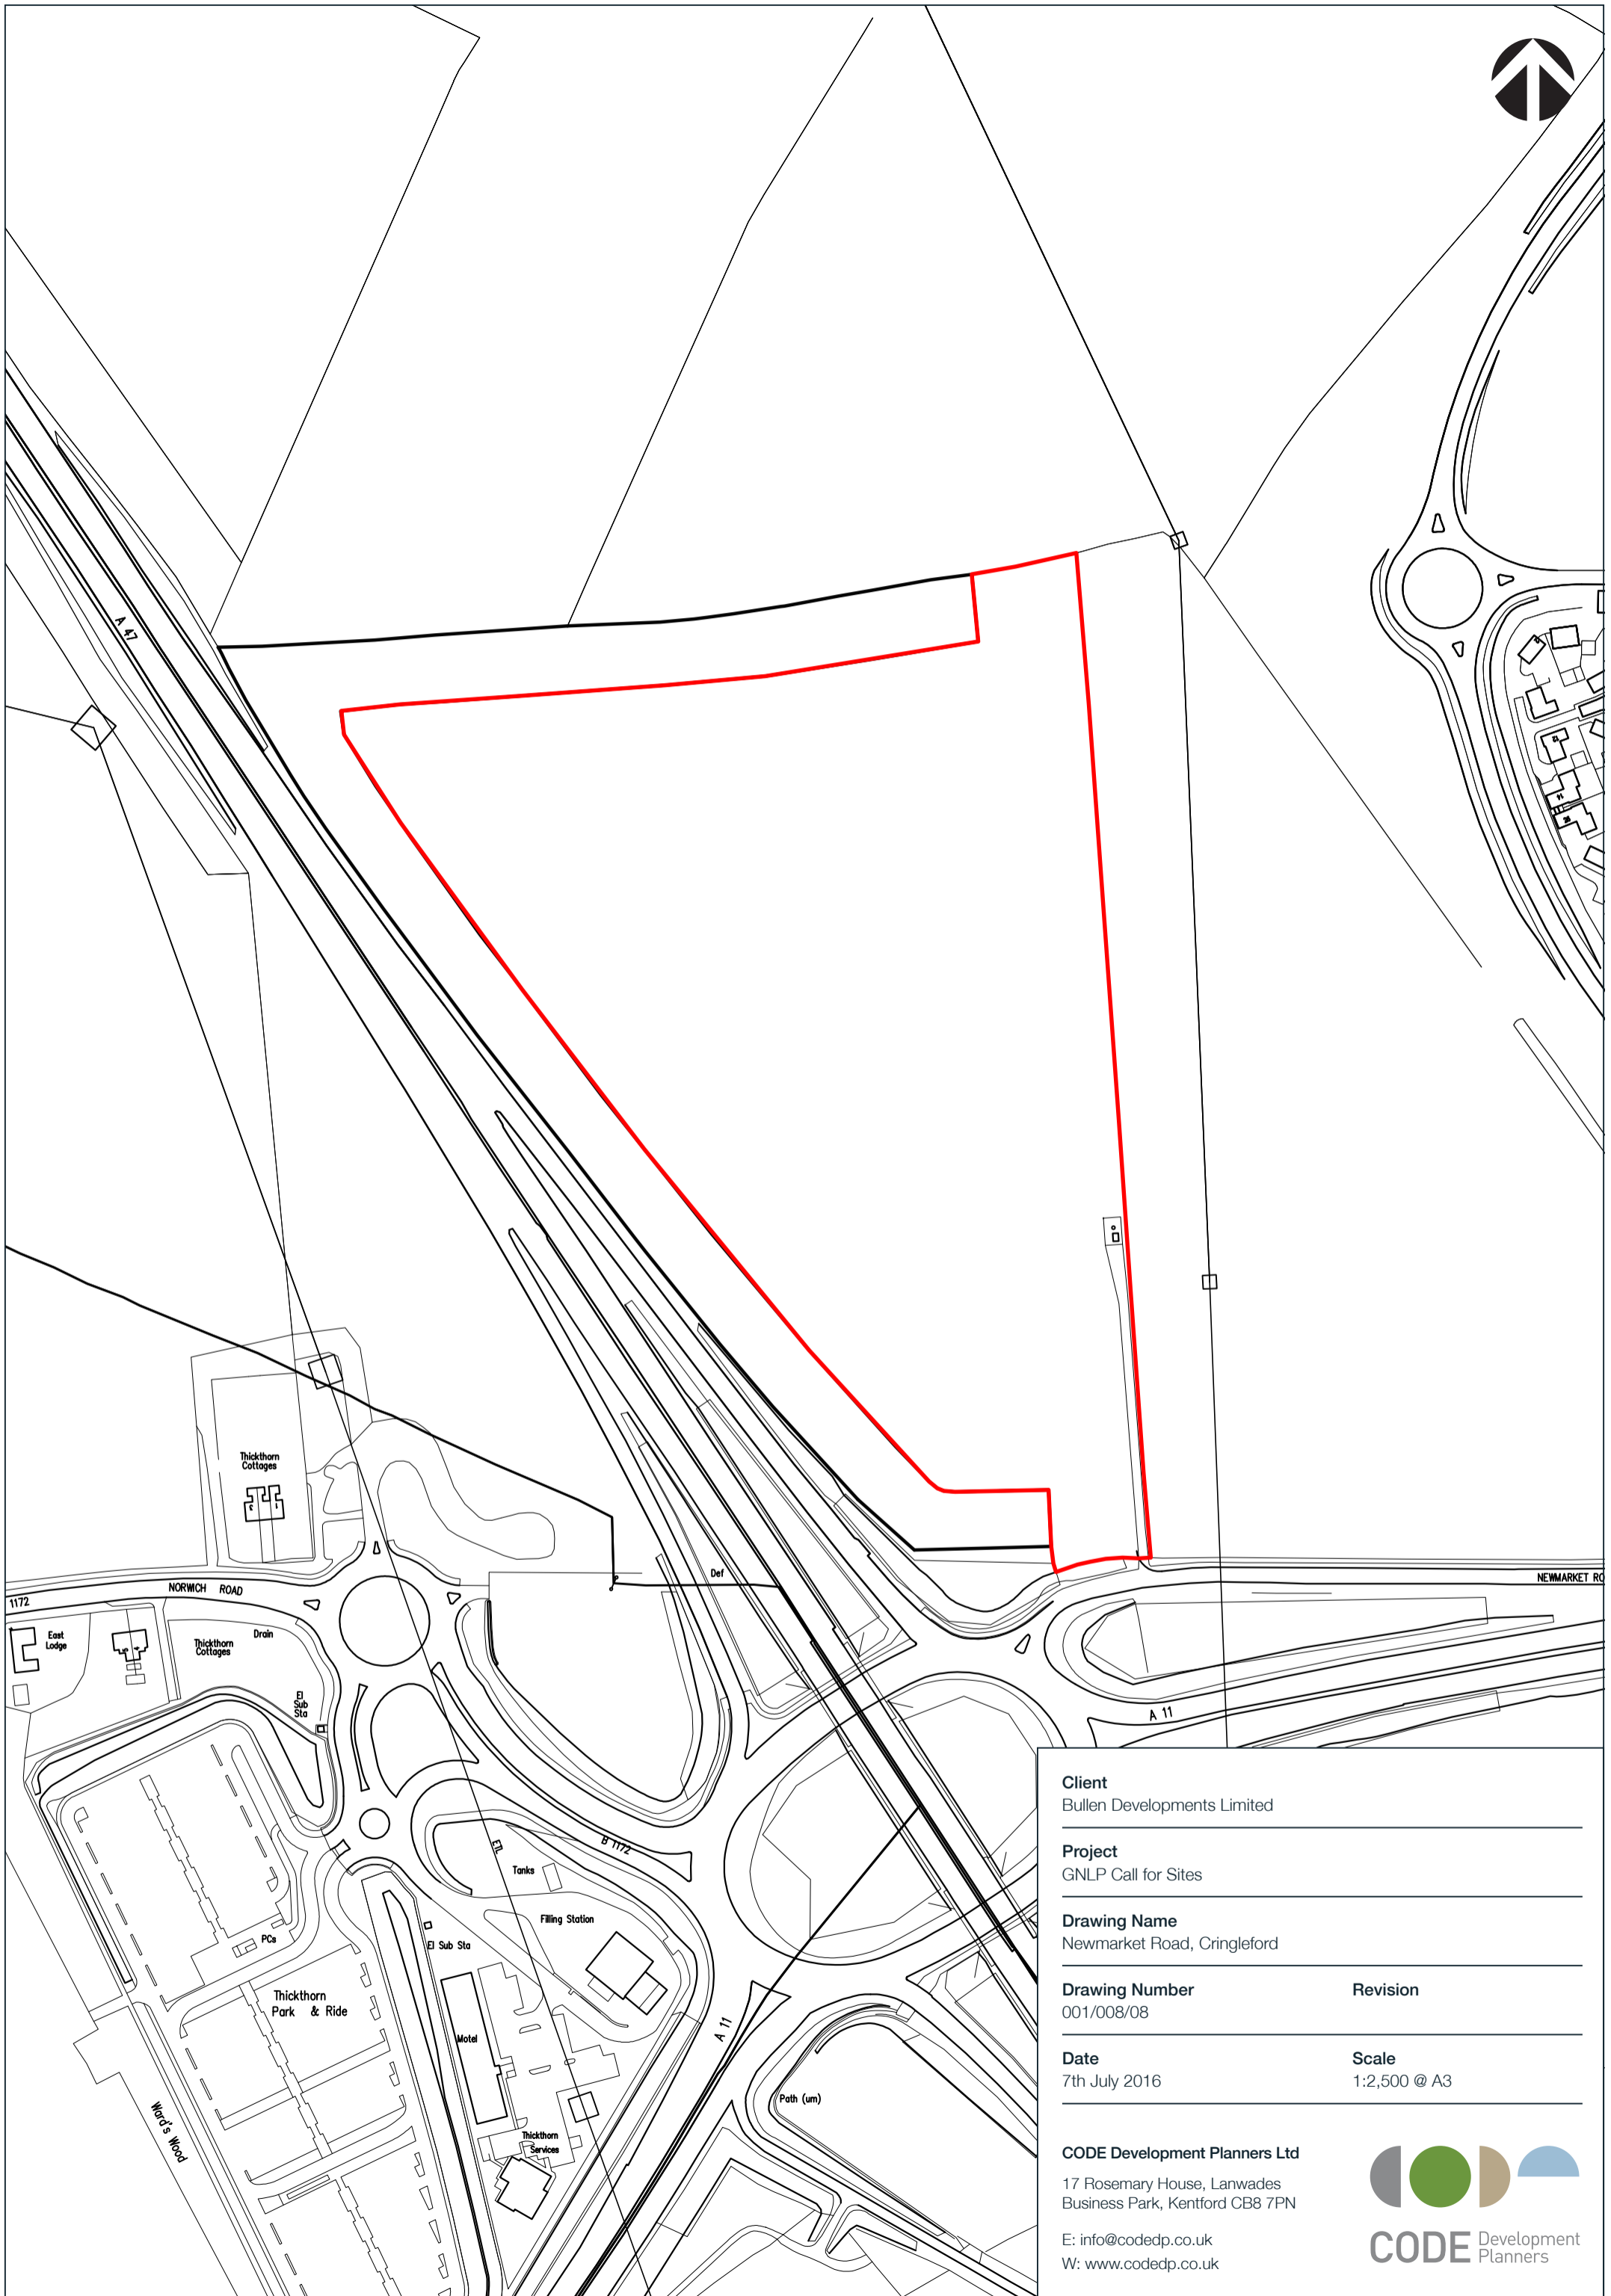 A 47
Thickthorn
Cottages
NORWICH ROAD
1172
East
Lodge
Thickthorn
Cottages
Drain
El
Sub
Sta
Def
NEWMARKET RO
A 11
B 1172
ETL
Tanks
Filling Station
El Sub Sta
PCs
Thickthorn
Park & Ride
Motel
A 11
Path (um)
Thickthorn
Services
Ward's Wood
Client
Bullen Developments Limited
Project
GNLP Call for Sites
Drawing Name
Newmarket Road, Cringleford
Drawing Number
001/008/08
Revision
Date
7th July 2016
Scale
1:2,500 @ A3
CODE Development Planners Ltd
17 Rosemary House, Lanwades
Business Park, Kentford CB8 7PN
E: info@codedp.co.uk
W: www.codedp.co.uk
CODE Development
Planners